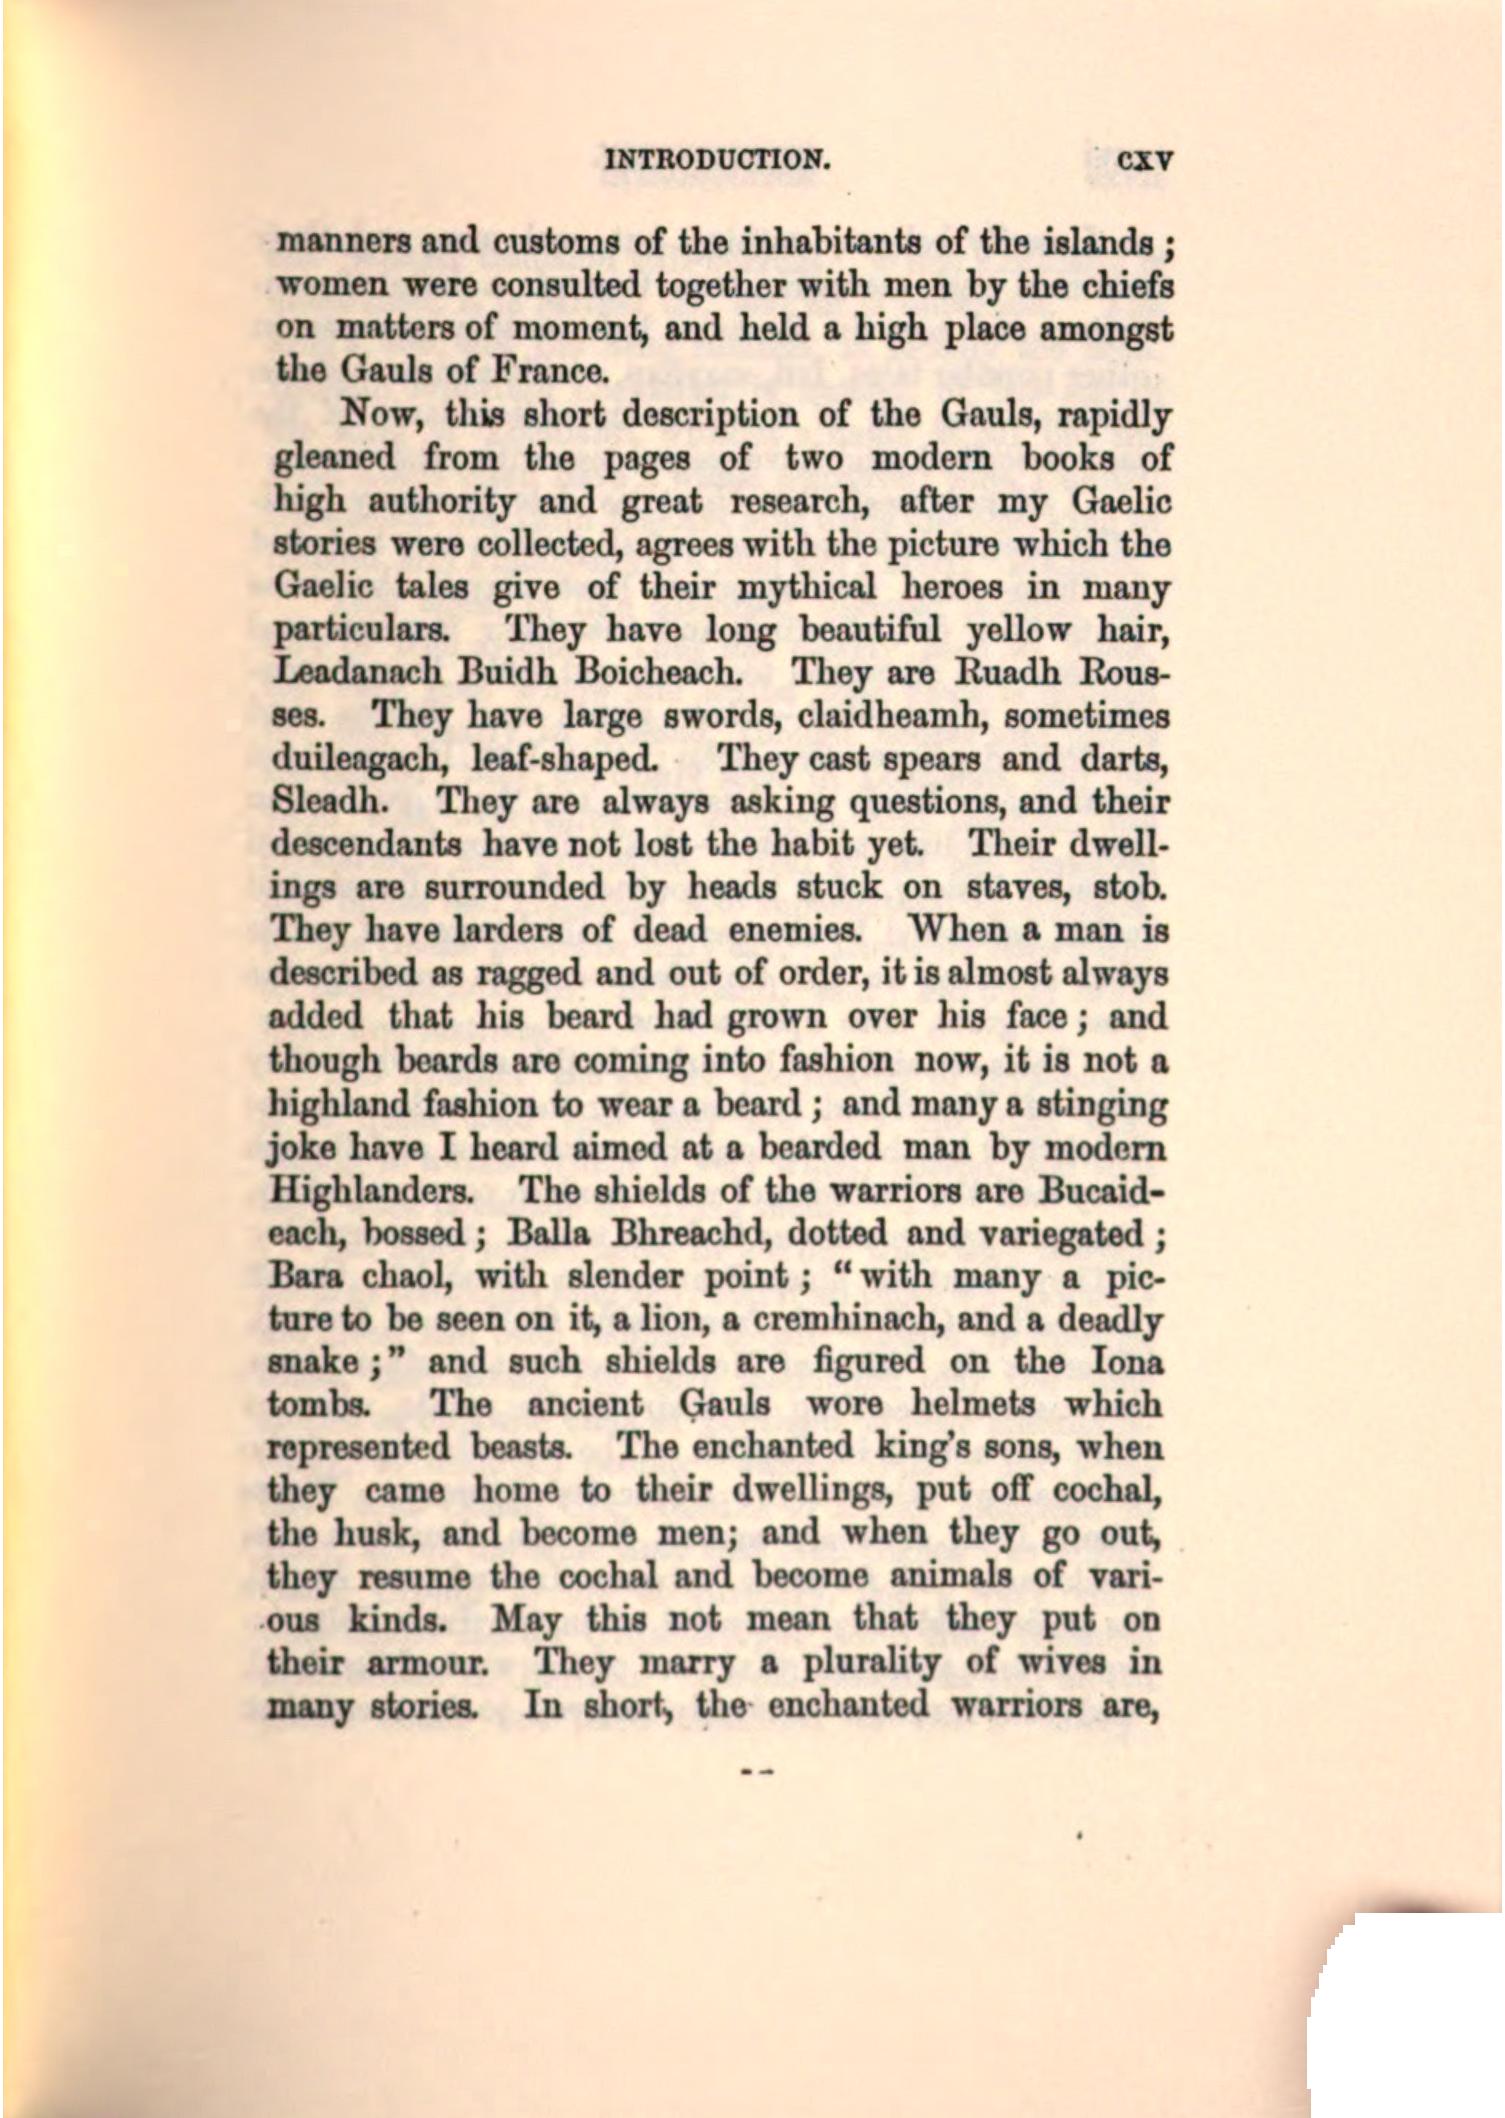 INTRODUCTION. CXV
manners and customs of the inhabitants of the islands ;
women were consulted together with men by the chiefs
on matters of moment, and held a high place amongst
the Gauls of France.
Now, this short description of the Gauls, rapidly
gleaned from the pages of two modern books of
high authority and great research, after my Gaelic
stories were collected, agrees with the picture which the
Gaelic tales give of their mythical heroes in many
particulars. They have long beautiful yellow hair,
Leadanach Buidh Boicheach. They are Ruadh Rous-
ses. They have large swords, claidheamh, sometimes
duileagach, leaf-shaped. They cast spears and darts,
Sleadh. They are always asking questions, and their
descendants have not lost the habit yet. Their dwell-
ings are surrounded by heads stuck on staves, stob.
They have larders of dead enemies. When a man is
described as ragged and out of order, it is almost always
added that his beard had grown over his face ; and
though beards are coming into fashion now, it is not a
highland fashion to wear a beard ; and many a stinging
joke have I heard aimed at a bearded man by modern
Highlanders. The shields of the warriors are Bucaid-
each, bossed ; Balla Bhreachd, dotted and variegated ;
Bara chaol, with slender point ; “with many a pic-
ture to be seen on it, a lion, a cremhinach, and a deadly
snake ;” and such shields are figured on the Iona
tombs. The ancient Gauls wore helmets which
represented beasts. The enchanted king's sons, when
they came home to their dwellings, put off cochal,
the husk, and become men; and when they go out,
they resume the cochal and become animals of vari-
ous kinds. May this not mean that they put on
their armour. They marry a plurality of wives in
many stories. In short, the enchanted warriors are,